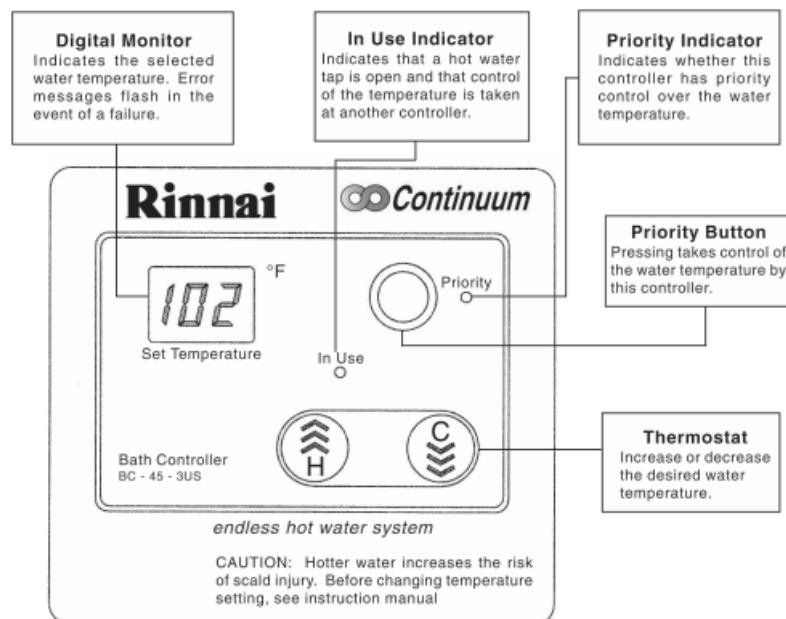 Digital Monitor
Indicates the selected
water temperature. Error
messages flash in the
event of a failure.
In Use Indicator
Indicates that a hot water
tap is open and that control
of the temperature is taken
at another controller.
Priority Indicator
Indicates whether this
controller has priority
control over the water
temperature.
Rinnai
Continuum
Priority Button
Pressing takes control of
the water temperature by
this controller.
102
°F
Priority
Set Temperature
In Use
H
C
Thermostat
Increase or decrease
the desired water
temperature.
Bath Controller
BC - 45 - 3US
endless hot water system
CAUTION: Hotter water increases the risk
of scald injury. Before changing temperature
setting, see instruction manual